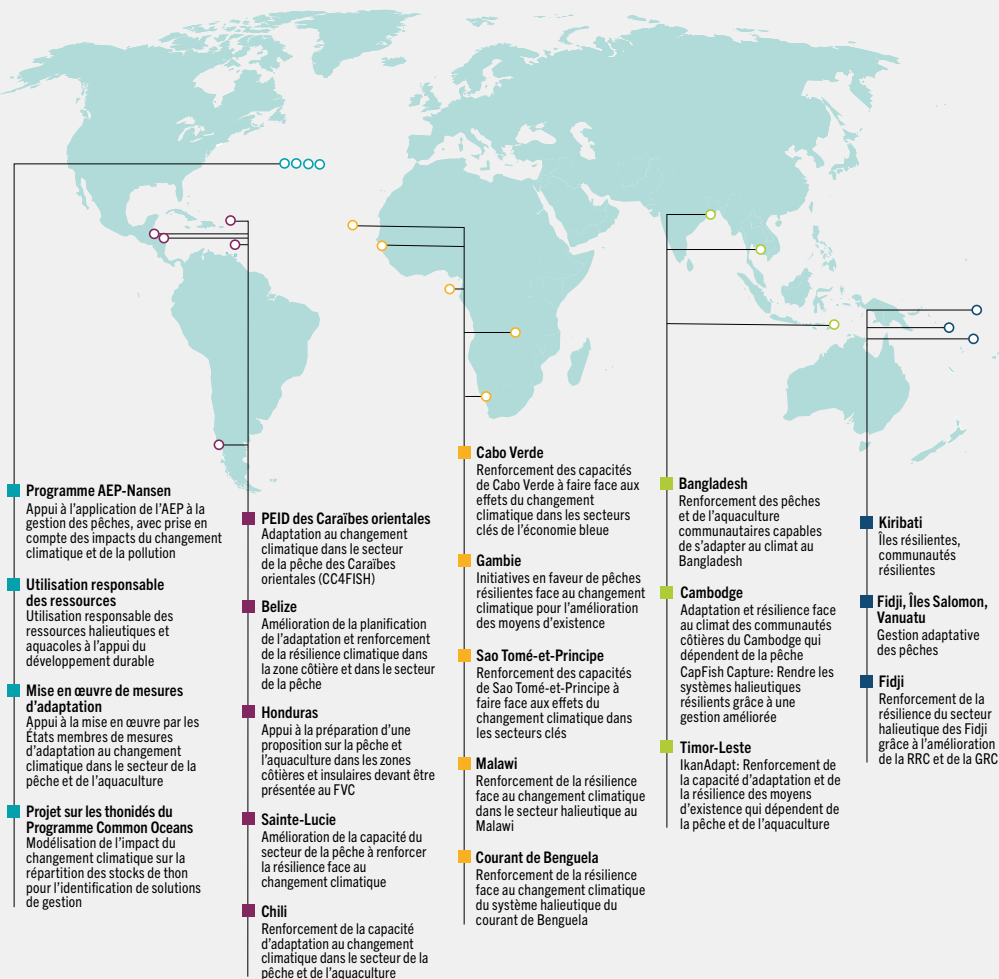 Programme AEP-Nansen
Appui à l'application de l'AEP à la
gestion des pêches, avec prise en
compte des impacts du changement
climatique et de la pollution
Utilisation responsable
des ressources
Utilisation responsable des
ressources halieutiques et
aquacoles à l'appui du
développement durable
Mise en œuvre de mesures
d'adaptation
Appui à la mise en œuvre par les
États membres de mesures
d'adaptation au changement
climatique dans le secteur de la
pêche et de l'aquaculture
Projet sur les thonidés du
Programme Common Oceans
Modélisation de l'impact du
changement climatique sur la
répartition des stocks de thon
pour l'identification de solutions
de gestion
PEID des Caraïbes orientales
Adaptation au changement
climatique dans le secteur
de la pêche des Caraïbes
orientales (CC4FISH)
Belize
Amélioration de la planification
de l'adaptation et renforcement
de la résilience climatique dans
la zone côtière et dans le secteur
de la pêche
Honduras
Appui à la préparation d'une
proposition sur la pêche et
l'aquaculture dans les zones
côtières et insulaires devant être
présentée au FVC
Sainte-Lucie
Amélioration de la capacité du
secteur de la pêche à renforcer
la résilience face au
changement climatique
Chili
Renforcement de la capacité
d'adaptation au changement
climatique dans le secteur de la
pêche et de l'aquaculture
Cabo Verde
Renforcement des capacités
de Cabo Verde à faire face aux
effets du changement
climatique dans les secteurs
clés de l'économie bleue
Gambie
Initiatives en faveur de pêches
résilientes face au changement
climatique pour l'amélioration
des moyens d'existence
Sao Tomé-et-Principe
Renforcement des capacités
de Sao Tomé-et-Principe à
faire face aux effets du
changement climatique dans
les secteurs clés
Malawi
Renforcement de la résilience
face au changement climatique
dans le secteur halieutique au
Malawi
Courant de Benguela
Renforcement de la résilience
face au changement climatique
du système halieutique du
courant de Benguela
Bangladesh
Renforcement des pêches
et de l'aquaculture
communautaires capables
de s'adapter au climat au
Bangladesh
Cambodge
Adaptation et résilience face
au climat des communautés
côtières du Cambodge qui
dépendent de la pêche
CapFish Capture: Rendre les
systèmes halieutiques
résilients grâce à une
gestion améliorée
Timor-Leste
IkanAdapt: Renforcement de
la capacité d'adaptation et de
la résilience des moyens
d'existence qui dépendent de
la pêche et de l'aquaculture
Kiribati
Îles résilientes,
communautés
résilientes
Fidji, Îles Salomon,
Vanuatu
Gestion adaptative
des pêches
Fidji
Renforcement de la
résilience du secteur
halieutique des Fidji
grâce à l'amélioration
de la RRC et de la GRC